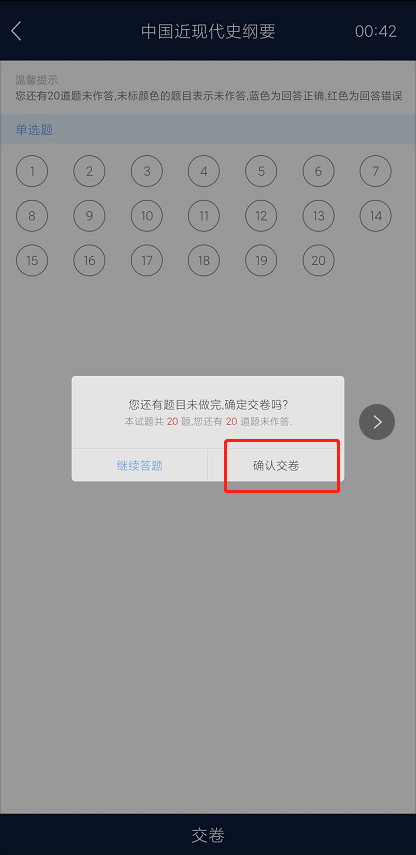 中国近现代史纲要 00:42
温馨提示
您还有20道题未作答,未标颜色的题目表示未作答,蓝色为回答正确,红色为回答错误
单选题
1 2 3 4 5 6 7
8 9 10 11 12 13 14
15 16 17 18 19 20
您还有题目未做完,确定交卷吗?
本试题共 20 题,您还有 20 道题未作答.
继续答题 确认交卷
交卷